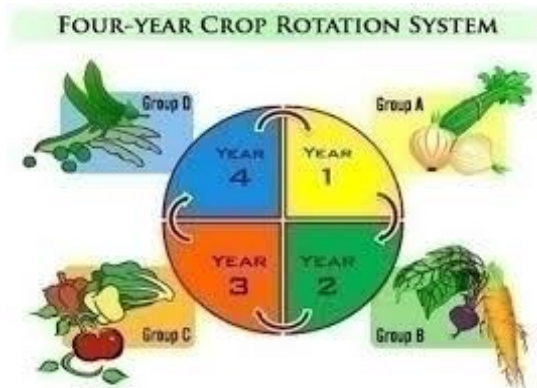 FOUR-YEAR CROP ROTATION SYSTEM
Group D
Group A
YEAR
4
YEAR
1
YEAR
3
YEAR
2
Group C
Group B